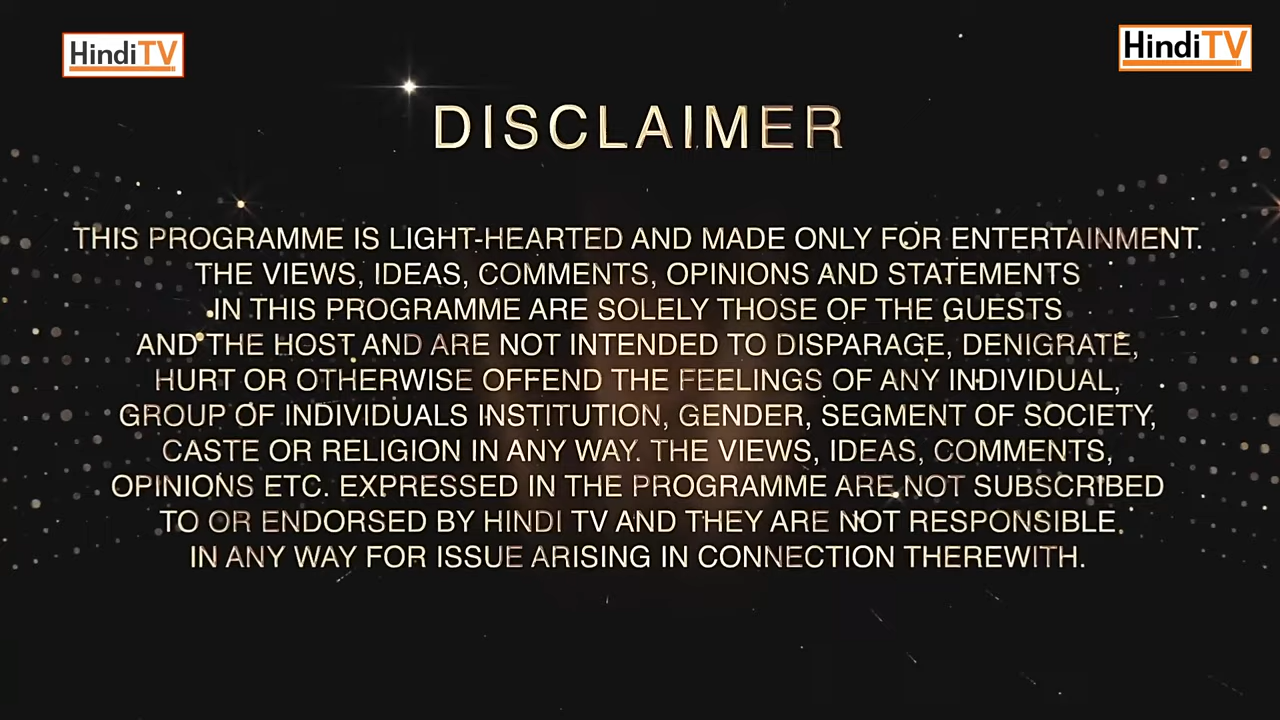 HindiTV
HindiTV
DISCLAIMER
THIS PROGRAMME IS LIGHT-HEARTED AND MADE ONLY FOR ENTERTAINMENT.
THE VIEWS, IDEAS, COMMENTS, OPINIONS AND STATEMENTS
IN THIS PROGRAMME ARE SOLELY THOSE OF THE GUESTS
AND THE HOST AND ARE NOT INTENDED TO DISPARAGE, DENIGRATE,
HURT OR OTHERWISE OFFEND THE FEELINGS OF ANY INDIVIDUAL,
GROUP OF INDIVIDUALS INSTITUTION, GENDER, SEGMENT OF SOCIETY,
CASTE OR RELIGION IN ANY WAY. THE VIEWS, IDEAS, COMMENTS,
OPINIONS ETC. EXPRESSED IN THE PROGRAMME ARE NOT SUBSCRIBED
TO OR ENDORSED BY HINDI TV AND THEY ARE NOT RESPONSIBLE.
IN ANY WAY FOR ISSUE ARISING IN CONNECTION THEREWITH.